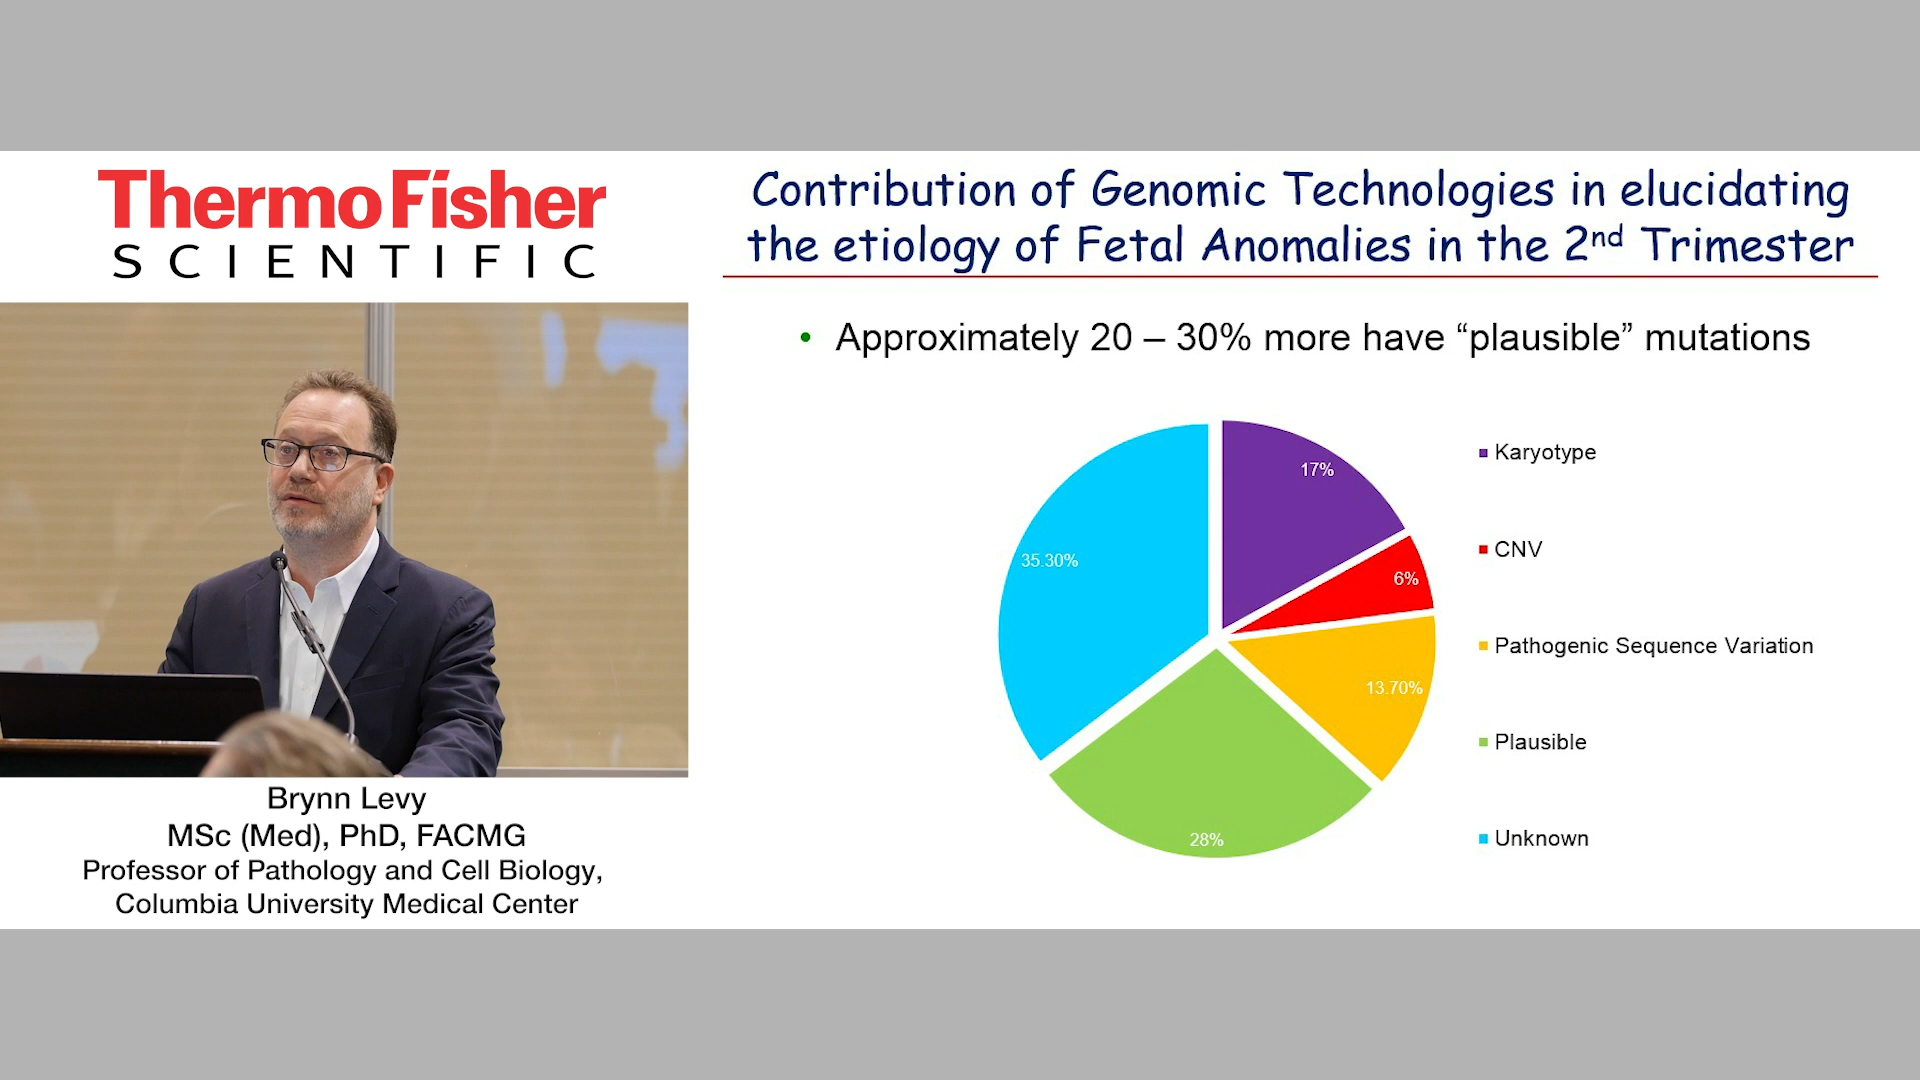 ThermoFisher
SCIENTIFIC
Brynn Levy
MSc (Med), PhD, FACMG
Professor of Pathology and Cell Biology,
Columbia University Medical Center
Contribution of Genomic Technologies in elucidating
the etiology of Fetal Anomalies in the 2nd Trimester
• Approximately 20 – 30% more have “plausible” mutations
17%
6%
13.70%
28%
35.30%
Karyotype
CNV
Pathogenic Sequence Variation
Plausible
Unknown